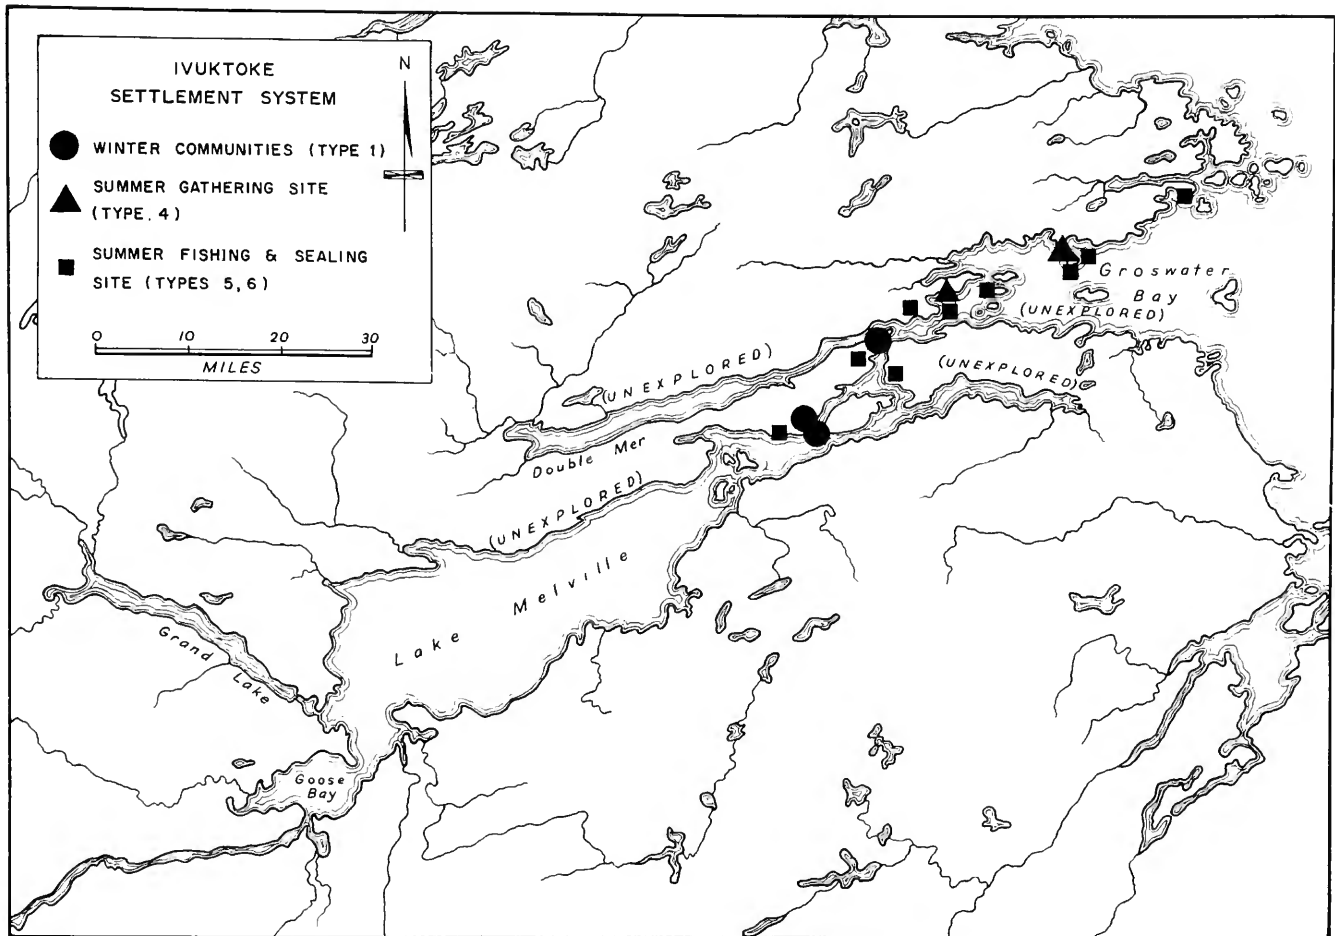 IVUKTOKE
SETTLEMENT SYSTEM
N
WINTER COMMUNITIES (TYPE 1)
SUMMER GATHERING SITE
(TYPE. 4)
SUMMER FISHING & SEALING
SITE (TYPES 5,6)
0 10 20 30
MILES
Groswater
Bay
(UNEXPLORED)
(UNEXPLORED)
(UNEXPLORED)
Double Mer
(UNEXPLORED)
Lake Melville
Grand Lake
Goose
Bay